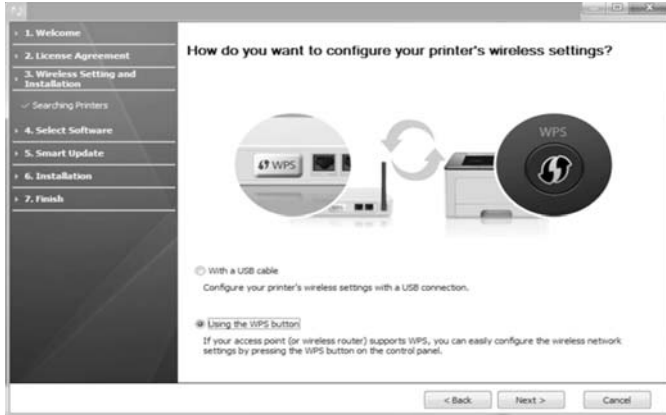 1. Welcome
2. License Agreement
3. Wireless Setting and
Installation
Searching Printers
4. Select Software
5. Smart Update
6. Installation
7. Finish
How do you want to configure your printer's wireless settings?
WPS
WPS
With a USB cable
Configure your printer's wireless settings with a USB connection.
Using the WPS button
If your access point (or wireless router) supports WPS, you can easily configure the wireless network
settings by pressing the WPS button on the control panel.
< Back
Next >
Cancel